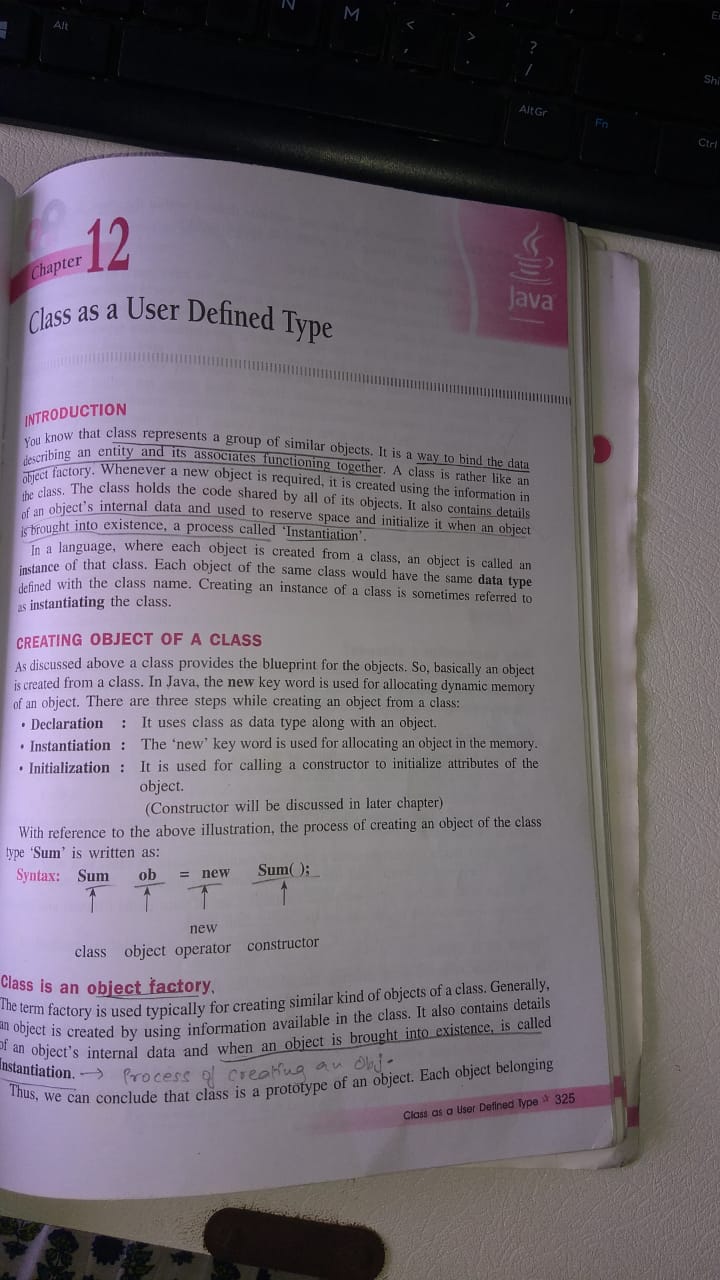 Alt
N
M
<
,
>
.
?
/
AltGr
Fn
Ctrl
Chapter 12
Java
Class as a User Defined Type
INTRODUCTION
You know that class represents a group of similar objects. It is a way to bind the data
describing an entity and its associates functioning together. A class is rather like an
object factory. Whenever a new object is required, it is created using the information in
the class. The class holds the code shared by all of its objects. It also contains details
of an object's internal data and used to reserve space and initialize it when an object
is brought into existence, a process called 'Instantiation'.
In a language, where each object is created from a class, an object is called an
instance of that class. Each object of the same class would have the same data type
defined with the class name. Creating an instance of a class is sometimes referred to
as instantiating the class.
CREATING OBJECT OF A CLASS
As discussed above a class provides the blueprint for the objects. So, basically an object
is created from a class. In Java, the new key word is used for allocating dynamic memory
of an object. There are three steps while creating an object from a class:
• Declaration : It uses class as data type along with an object.
• Instantiation : The 'new' key word is used for allocating an object in the memory.
• Initialization : It is used for calling a constructor to initialize attributes of the
object.
(Constructor will be discussed in later chapter)
With reference to the above illustration, the process of creating an object of the class
type 'Sum' is written as:
Syntax: Sum ob = new Sum( );
new
class object operator constructor
Class is an object factory.
The term factory is used typically for creating similar kind of objects of a class. Generally,
an object is created by using information available in the class. It also contains details
of an object's internal data and when an object is brought into existence, is called
Instantiation. → Process of creating an obj.
Thus, we can conclude that class is a prototype of an object. Each object belonging
Class as a User Defined Type ☆ 325